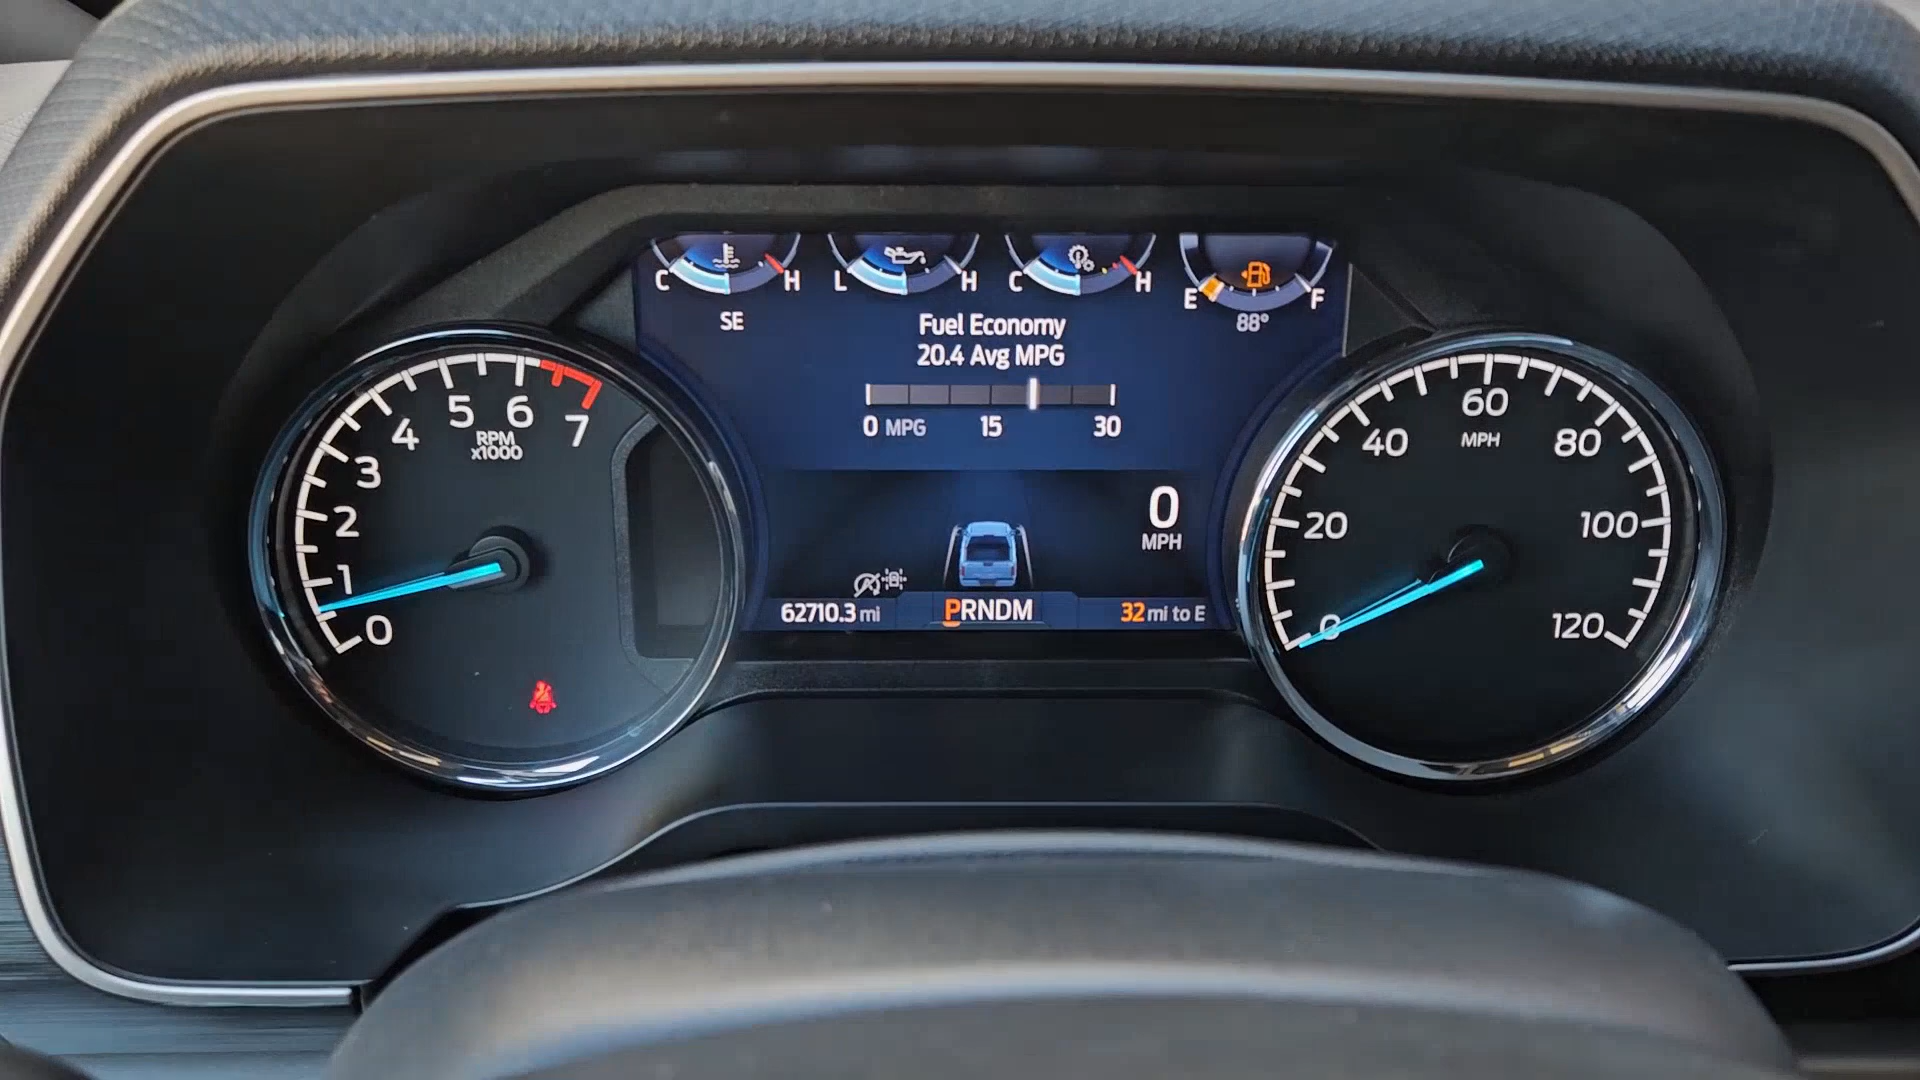 C H
L H
C H
E F
SE
88°
Fuel Economy
20.4 Avg MPG
0 MPG 15 30
0
MPH
62710.3 mi
PRNDM
32 mi to E
0
1
2
3
4
5
6
7
RPM
x1000
0
20
40
60
80
100
120
MPH